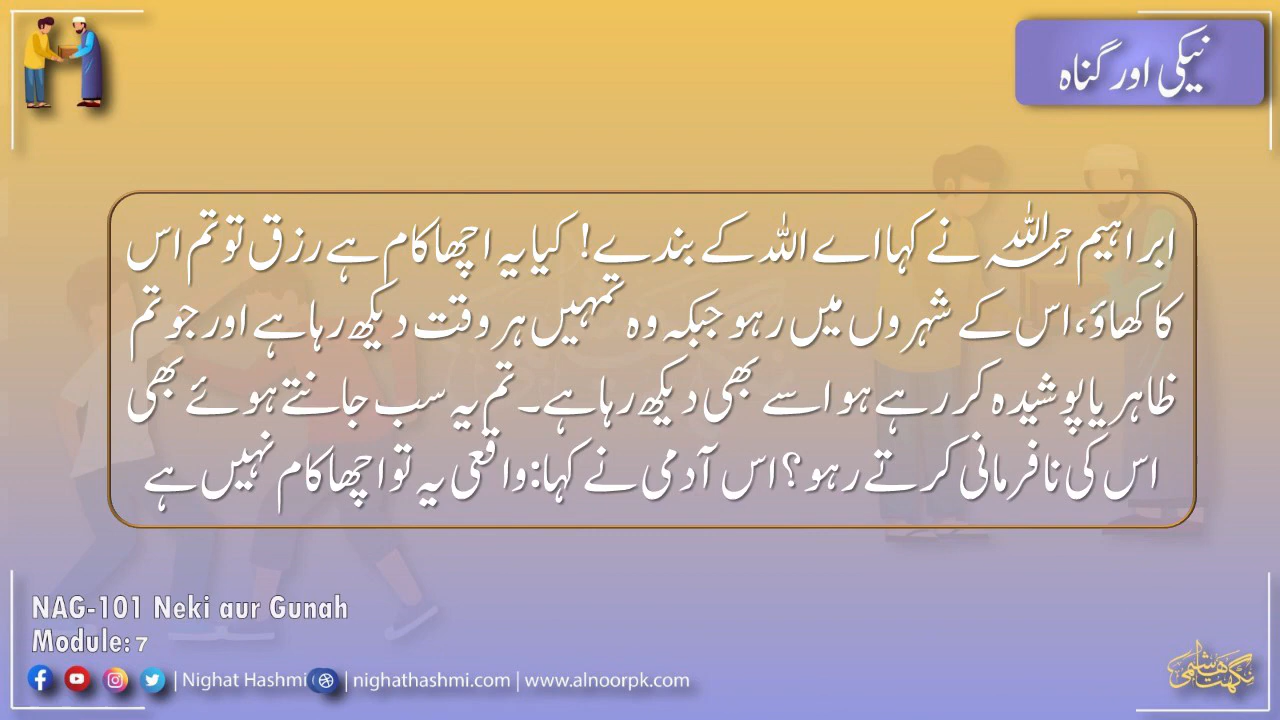 نیکی اور گناہ
ابراہیم رحمہ اللہ نے کہا اے اللہ کے بندے! کیا یہ اچھا کام ہے رزق تو تم اس
کا کھاؤ، اس کے شہروں میں رہو جبکہ وہ تمہیں ہر وقت دیکھ رہا ہے اور جو تم
ظاہر یا پوشیدہ کر رہے ہو اسے بھی دیکھ رہا ہے۔ تم یہ سب جانتے ہوئے بھی
اس کی نافرمانی کرتے رہو؟ اس آدمی نے کہا: واقعی یہ تو اچھا کام نہیں ہے
NAG-101 Neki aur Gunah
Module: 7
| Nighat Hashmi | nighathashmi.com | www.alnoorpk.com
نگہت ہاشمی